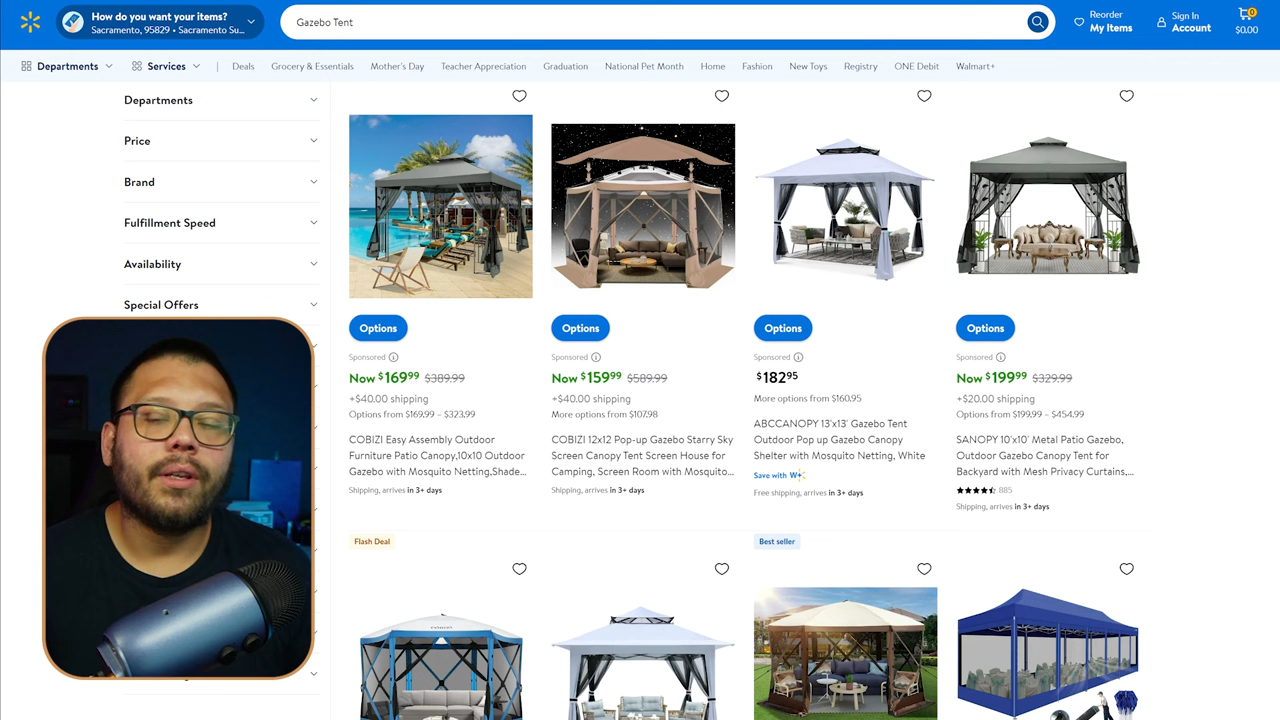 How do you want your items?
Sacramento, 95829 • Sacramento Su...
Gazebo Tent
Reorder
My Items
Sign In
Account
0
$0.00
Departments
Services
Deals
Grocery & Essentials
Mother's Day
Teacher Appreciation
Graduation
National Pet Month
Home
Fashion
New Toys
Registry
ONE Debit
Walmart+
Departments
Price
Brand
Fulfillment Speed
Availability
Special Offers
Options
Sponsored
Now $169.99 $389.99
+$40.00 shipping
Options from $169.99 – $323.99
COBIZI Easy Assembly Outdoor
Furniture Patio Canopy,10x10 Outdoor
Gazebo with Mosquito Netting,Shade...
Shipping, arrives in 3+ days
Options
Sponsored
Now $159.99 $589.99
+$40.00 shipping
More options from $107.98
COBIZI 12x12 Pop-up Gazebo Starry Sky
Screen Canopy Tent Screen House for
Camping, Screen Room with Mosquito...
Shipping, arrives in 3+ days
Options
Sponsored
$182.95
More options from $160.95
ABCCANOPY 13'x13' Gazebo Tent
Outdoor Pop up Gazebo Canopy
Shelter with Mosquito Netting, White
Save with W+
Free shipping, arrives in 3+ days
Options
Sponsored
Now $199.99 $329.99
+$20.00 shipping
Options from $199.99 – $454.99
SANOPY 10'x10' Metal Patio Gazebo,
Outdoor Gazebo Canopy Tent for
Backyard with Mesh Privacy Curtains,...
885
Shipping, arrives in 3+ days
Flash Deal
Best seller
COBIZI